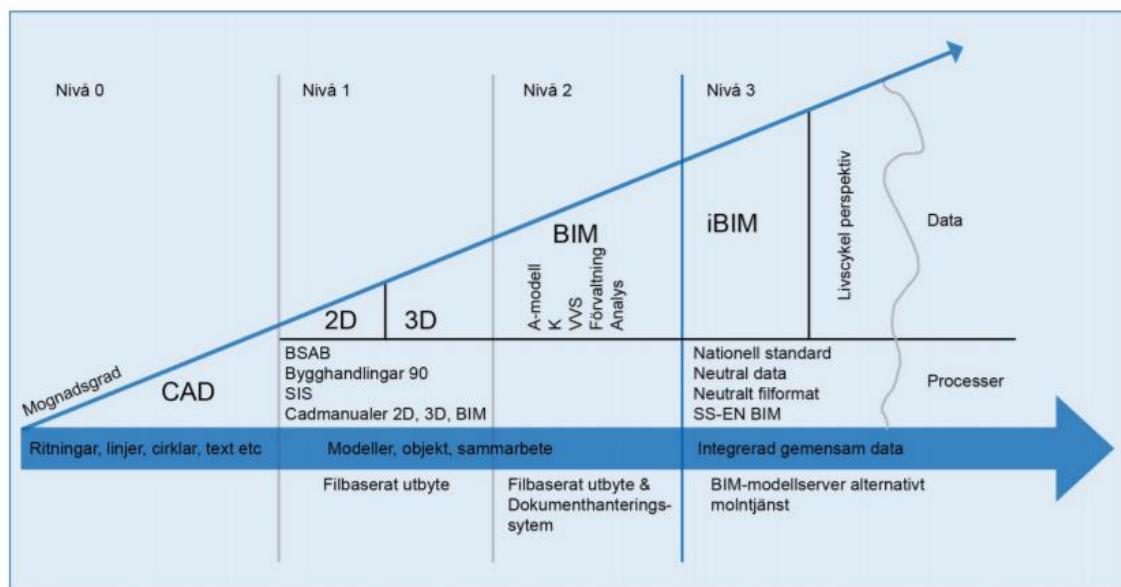 Nivå 0
Nivå 1
Nivå 2
Nivå 3
Mognadsgrad
CAD
2D
3D
BIM
A-modell
K
VVS
Förvaltning
Analys
iBIM
Livscykel perspektiv
Data
BSAB
Bygghandlingar 90
SIS
Cadmanualer 2D, 3D, BIM
Nationell standard
Neutral data
Neutralt filformat
SS-EN BIM
Processer
Ritningar, linjer, cirklar, text etc
Modeller, objekt, sammarbete
Integrerad gemensam data
Filbaserat utbyte
Filbaserat utbyte &
Dokumenthanterings-
sytem
BIM-modellserver alternativt
molntjänst